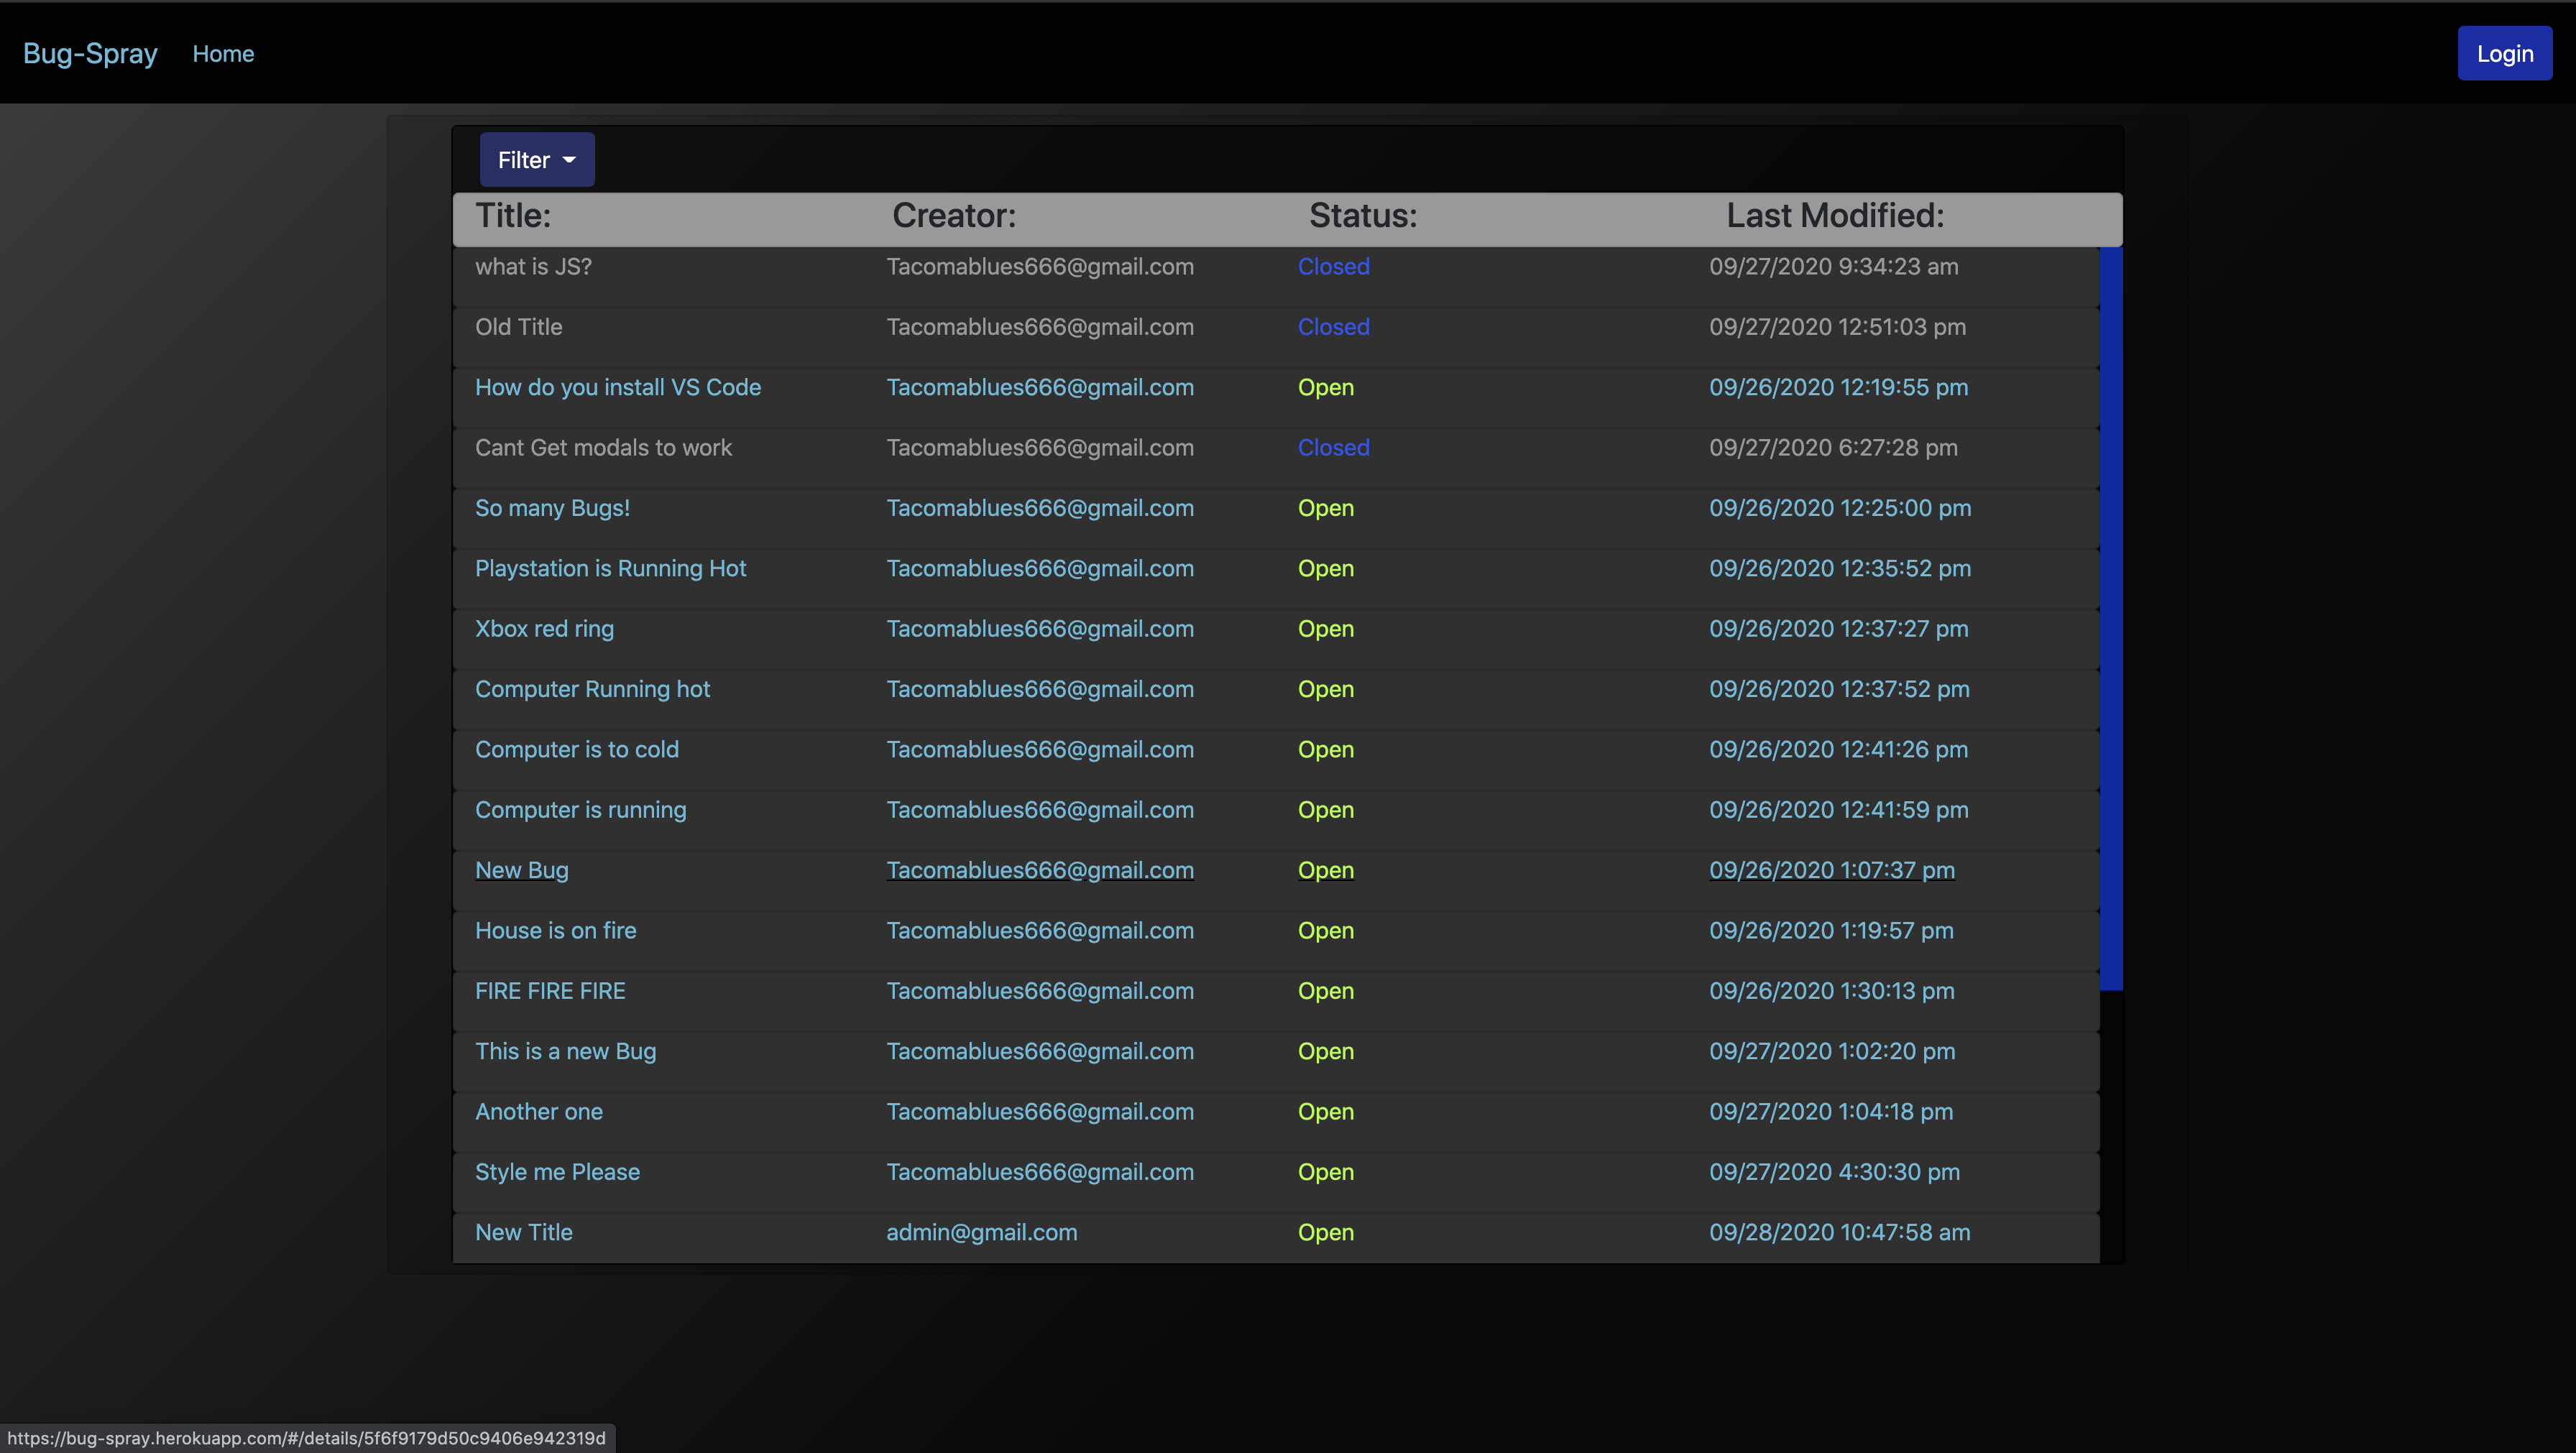 Bug-Spray Home Login
Filter
Title: Creator: Status: Last Modified:
what is JS? Tacomablues666@gmail.com Closed 09/27/2020 9:34:23 am
Old Title Tacomablues666@gmail.com Closed 09/27/2020 12:51:03 pm
How do you install VS Code Tacomablues666@gmail.com Open 09/26/2020 12:19:55 pm
Cant Get modals to work Tacomablues666@gmail.com Closed 09/27/2020 6:27:28 pm
So many Bugs! Tacomablues666@gmail.com Open 09/26/2020 12:25:00 pm
Playstation is Running Hot Tacomablues666@gmail.com Open 09/26/2020 12:35:52 pm
Xbox red ring Tacomablues666@gmail.com Open 09/26/2020 12:37:27 pm
Computer Running hot Tacomablues666@gmail.com Open 09/26/2020 12:37:52 pm
Computer is to cold Tacomablues666@gmail.com Open 09/26/2020 12:41:26 pm
Computer is running Tacomablues666@gmail.com Open 09/26/2020 12:41:59 pm
New Bug Tacomablues666@gmail.com Open 09/26/2020 1:07:37 pm
House is on fire Tacomablues666@gmail.com Open 09/26/2020 1:19:57 pm
FIRE FIRE FIRE Tacomablues666@gmail.com Open 09/26/2020 1:30:13 pm
This is a new Bug Tacomablues666@gmail.com Open 09/27/2020 1:02:20 pm
Another one Tacomablues666@gmail.com Open 09/27/2020 1:04:18 pm
Style me Please Tacomablues666@gmail.com Open 09/27/2020 4:30:30 pm
New Title admin@gmail.com Open 09/28/2020 10:47:58 am
https://bug-spray.herokuapp.com/#/details/5f6f9179d50c9406e942319d